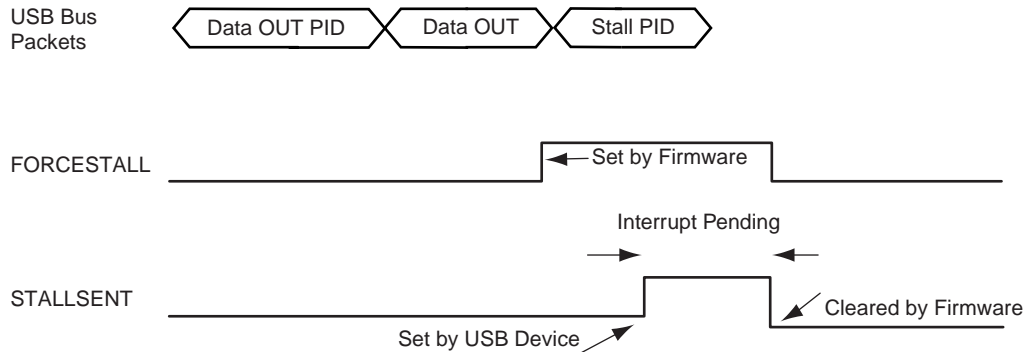 USB Bus
Packets
Data OUT PID
Data OUT
Stall PID
FORCESTALL
Set by Firmware
Interrupt Pending
STALLSENT
Cleared by Firmware
Set by USB Device